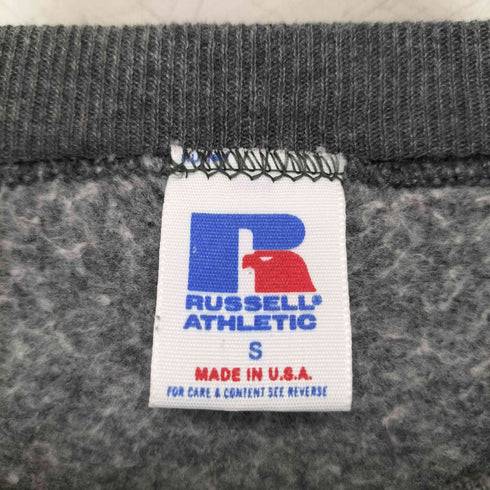 R
RUSSELL®
ATHLETIC
S
MADE IN U.S.A.
FOR CARE & CONTENT SEE REVERSE